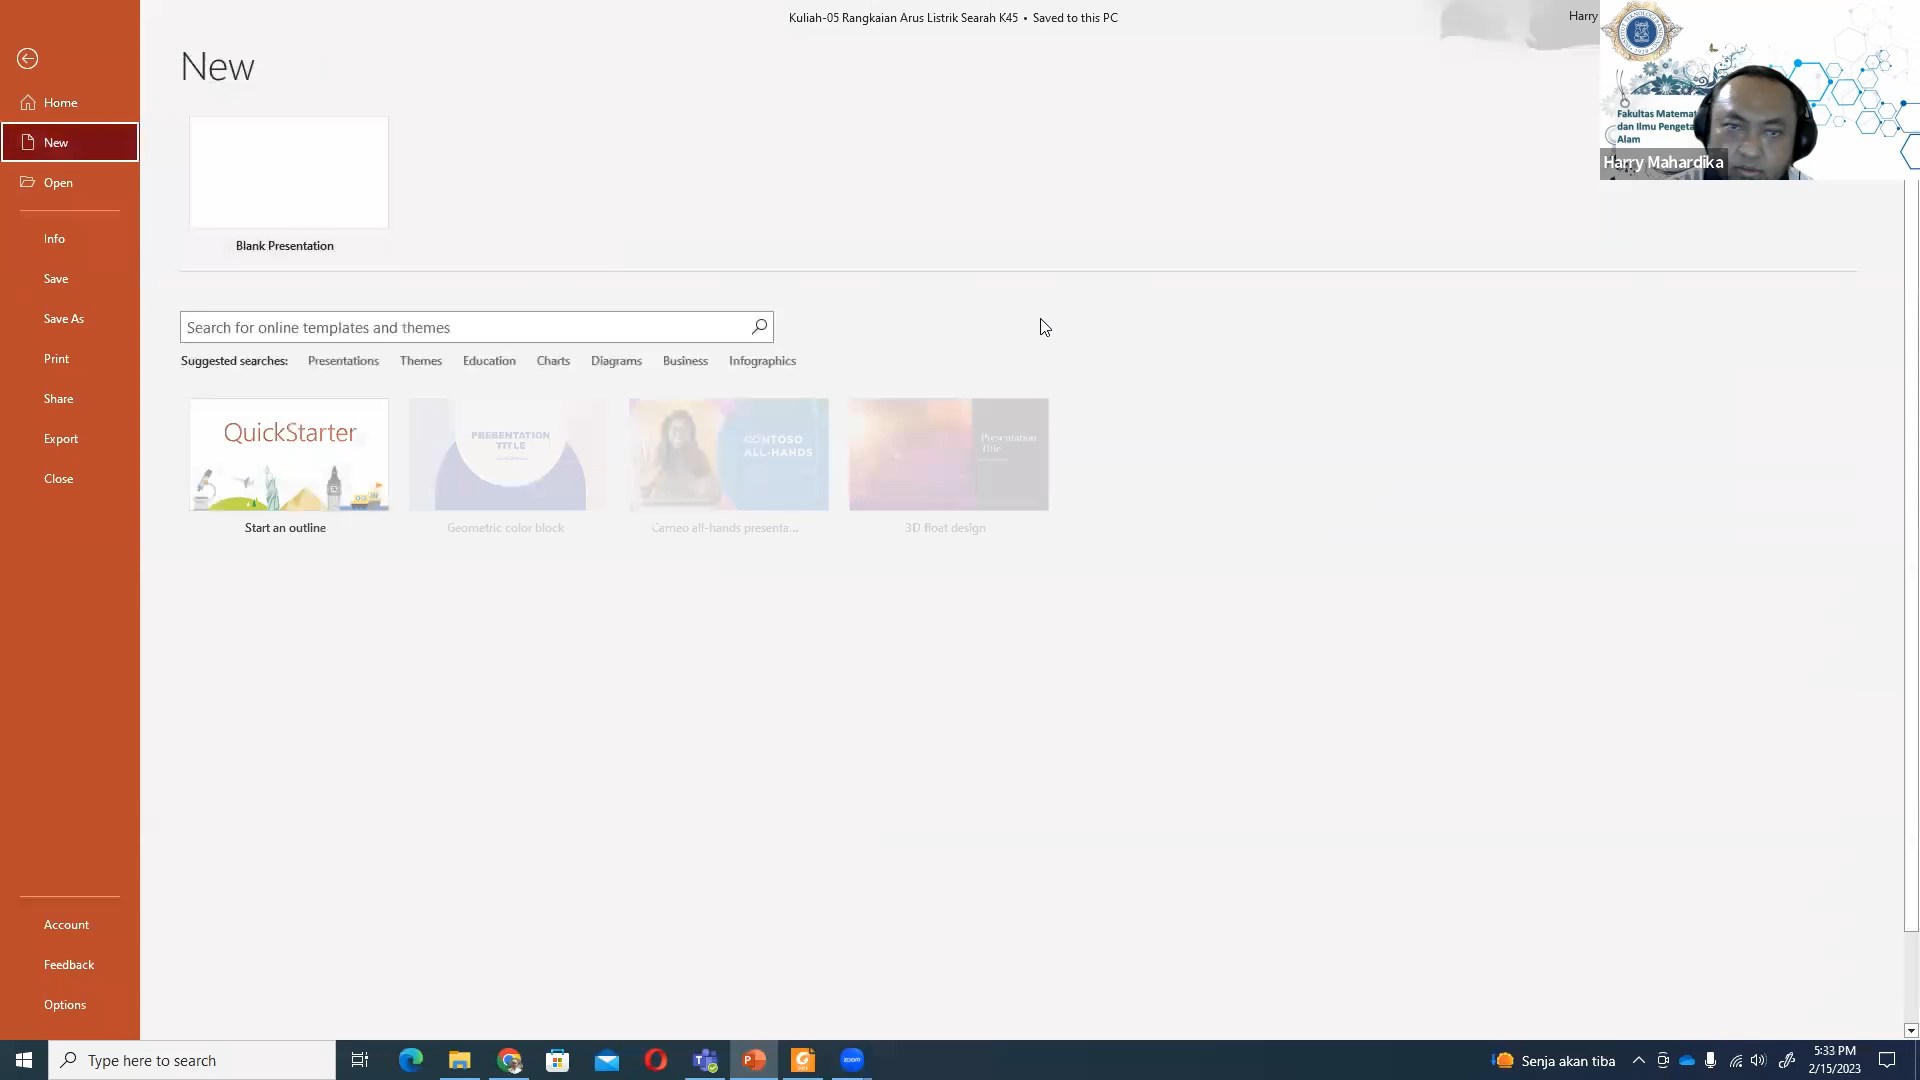 Kuliah-05 Rangkaian Arus Listrik Searah K45 • Saved to this PC
Harry
New
Home
New
Open
Info
Save
Save As
Print
Share
Export
Close
Account
Feedback
Options
Blank Presentation
Search for online templates and themes
Suggested searches: Presentations Themes Education Charts Diagrams Business Infographics
QuickStarter
PRESENTATION
TITLE
CONTOSO
ALL-HANDS
Presentation
Title
Start an outline
Geometric color block
Cameo all-hands presenta...
3D float design
Fakultas Matemat
dan Ilmu Pengeta
Alam
Harry Mahardika
Type here to search
zoom
Senja akan tiba
5:33 PM
2/15/2023